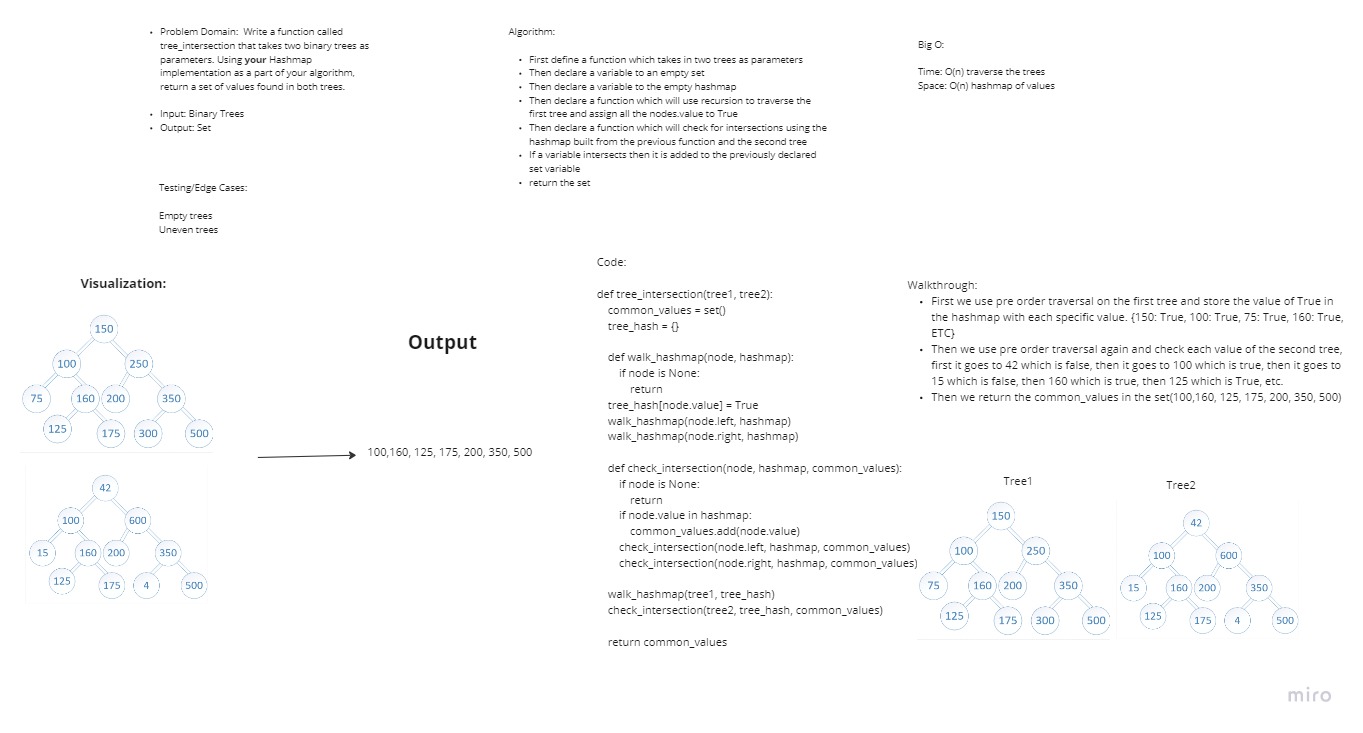 • Problem Domain: Write a function called
tree_intersection that takes two binary trees as
parameters. Using your Hashmap
implementation as a part of your algorithm,
return a set of values found in both trees.
• Input: Binary Trees
• Output: Set
Testing/Edge Cases:
Empty trees
Uneven trees
Algorithm:
• First define a function which takes in two trees as parameters
• Then declare a variable to an empty set
• Then declare a variable to the empty hashmap
• Then declare a function which will use recursion to traverse the
first tree and assign all the nodes.value to True
• Then declare a function which will check for intersections using the
hashmap built from the previous function and the second tree
• If a variable intersects then it is added to the previously declared
set variable
• return the set
Big O:
Time: O(n) traverse the trees
Space: O(n) hashmap of values
Visualization:
150
100 250
75 160 200 350
125 175 300 500
42
100 600
15 160 200 350
125 175 4 500
Output
100,160, 125, 175, 200, 350, 500
Code:
def tree_intersection(tree1, tree2):
common_values = set()
tree_hash = {}
def walk_hashmap(node, hashmap):
if node is None:
return
tree_hash[node.value] = True
walk_hashmap(node.left, hashmap)
walk_hashmap(node.right, hashmap)
def check_intersection(node, hashmap, common_values):
if node is None:
return
if node.value in hashmap:
common_values.add(node.value)
check_intersection(node.left, hashmap, common_values)
check_intersection(node.right, hashmap, common_values)
walk_hashmap(tree1, tree_hash)
check_intersection(tree2, tree_hash, common_values)
return common_values
Walkthrough:
• First we use pre order traversal on the first tree and store the value of True in
the hashmap with each specific value. {150: True, 100: True, 75: True, 160: True,
ETC}
• Then we use pre order traversal again and check each value of the second tree,
first it goes to 42 which is false, then it goes to 100 which is true, then it goes to
15 which is false, then 160 which is true, then 125 which is True, etc.
• Then we return the common_values in the set(100,160, 125, 175, 200, 350, 500)
Tree1
150
100 250
75 160 200 350
125 175 300 500
Tree2
42
100 600
15 160 200 350
125 175 4 500
miro